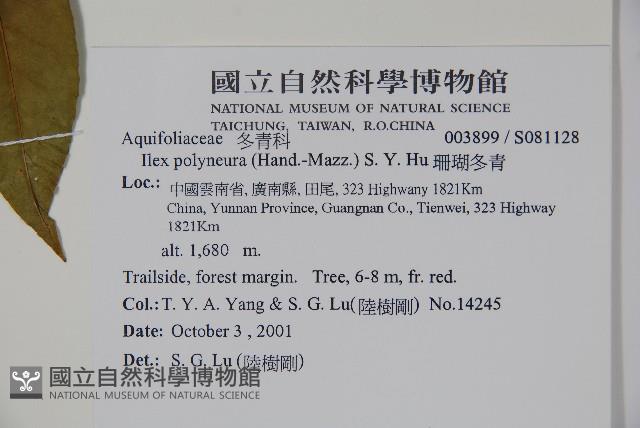 國立自然科學博物館
NATIONAL MUSEUM OF NATURAL SCIENCE
TAICHUNG, TAIWAN, R.O.CHINA
Aquifoliaceae 冬青科 003899 / S081128
Ilex polyneura (Hand.-Mazz.) S. Y. Hu 珊瑚冬青
Loc.: 中國雲南省, 廣南縣, 田尾, 323 Highwany 1821Km
China, Yunnan Province, Guangnan Co., Tienwei, 323 Highway
1821Km
alt. 1,680 m.
Trailside, forest margin. Tree, 6-8 m, fr. red.
Col.: T. Y. A. Yang & S. G. Lu(陸樹剛) No.14245
Date: October 3 , 2001
Det.: S. G. Lu (陸樹剛)
國立自然科學博物館
NATIONAL MUSEUM OF NATURAL SCIENCE